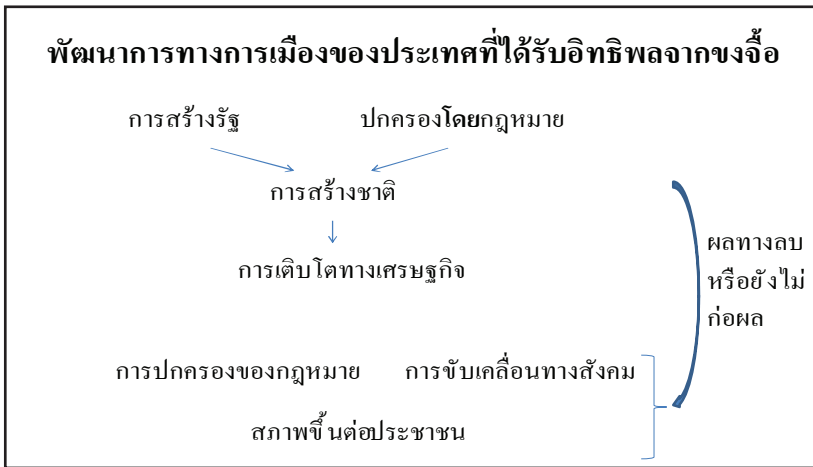 พัฒนาการทางการเมืองของประเทศที่ได้รับอิทธิพลจากขงจื้อ
การสร้างรัฐ ปกครองโดยกฎหมาย
การสร้างชาติ
การเติบโตทางเศรษฐกิจ
ผลทางลบ
หรือยังไม่
ก่อผล
การปกครองของกฎหมาย การขับเคลื่อนทางสังคม
สภาพขึ้นต่อประชาชน